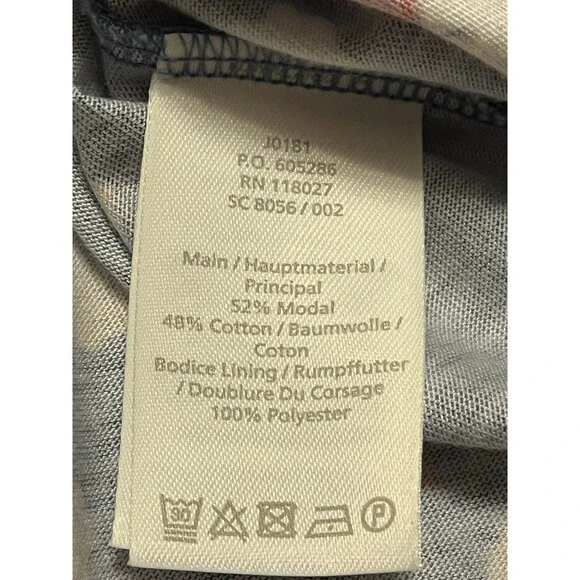 J0181
P.O. 605286
RN 118027
SC 8056 / 002
Main / Hauptmaterial /
Principal
52% Modal
48% Cotton / Baumwolle /
Coton
Bodice Lining / Rumpffutter
/ Doublure Du Corsage
100% Polyester
30 P